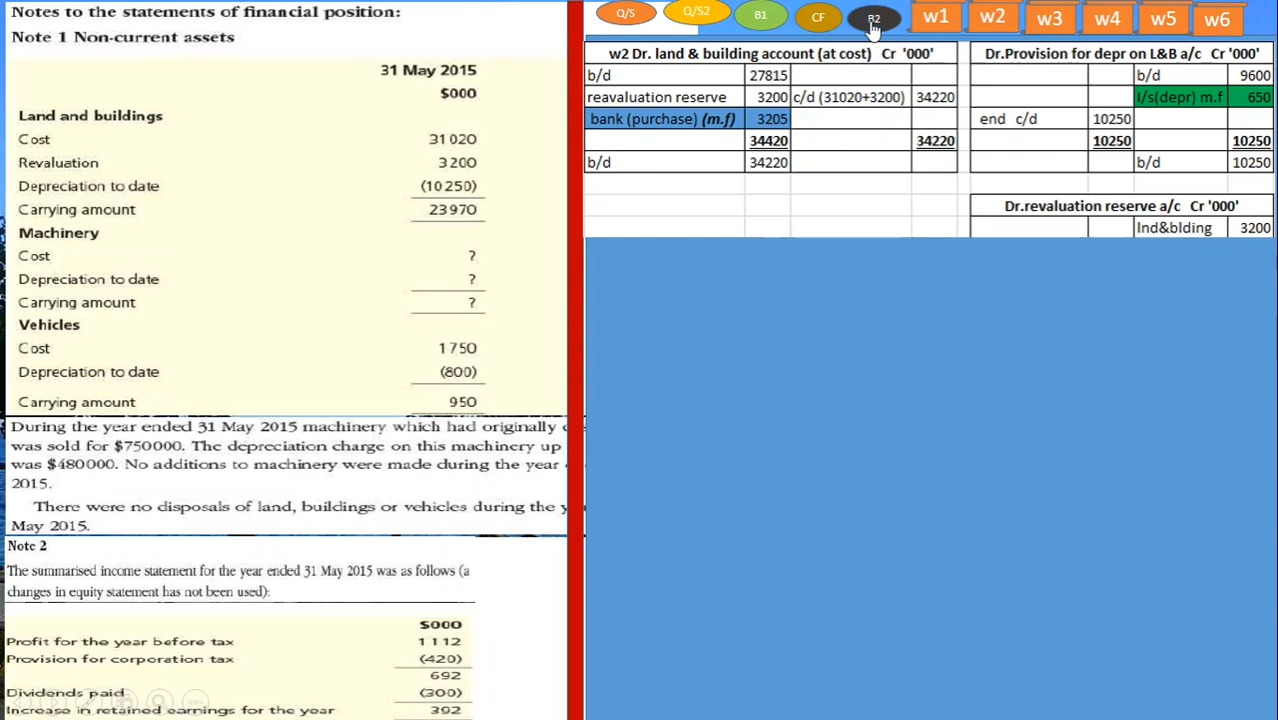 Notes to the statements of financial position:
Note 1 Non-current assets
31 May 2015
$000
Land and buildings
Cost 31 020
Revaluation 3 200
Depreciation to date (10 250)
Carrying amount 23 970
Machinery
Cost ?
Depreciation to date ?
Carrying amount ?
Vehicles
Cost 1 750
Depreciation to date (800)
Carrying amount 950
During the year ended 31 May 2015 machinery which had originally
was sold for $750000. The depreciation charge on this machinery up
was $480000. No additions to machinery were made during the year
2015.
There were no disposals of land, buildings or vehicles during the
May 2015.
Note 2
The summarised income statement for the year ended 31 May 2015 was as follows (a
changes in equity statement has not been used):
$000
Profit for the year before tax 1 112
Provision for corporation tax (420)
692
Dividends paid (300)
Increase in retained earnings for the year 392
Q/S Q/S2 B1 CF B2 w1 w2 w3 w4 w5 w6
w2 Dr. land & building account (at cost) Cr '000'
b/d 27815
reavaluation reserve 3200 c/d (31020+3200) 34220
bank (purchase) (m.f) 3205
34420 34220
b/d 34220
Dr.Provision for depr on L&B a/c Cr '000'
b/d 9600
I/s(depr) m.f 650
end c/d 10250
10250 10250
b/d 10250
Dr.revaluation reserve a/c Cr '000'
lnd&blding 3200